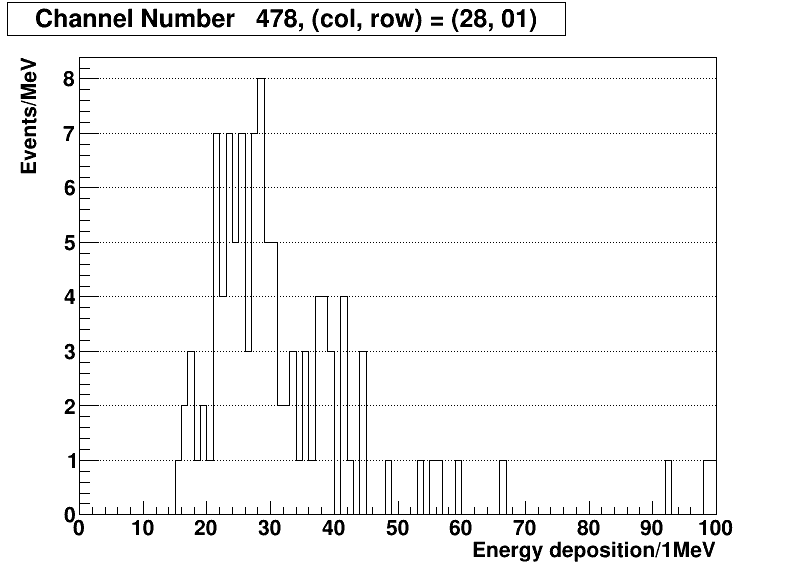 Channel Number   478, (col, row) = (28, 01)
Events/MeV
8
7
6
5
4
3
2
1
0
0 10 20 30 40 50 60 70 80 90 100
Energy deposition/1MeV